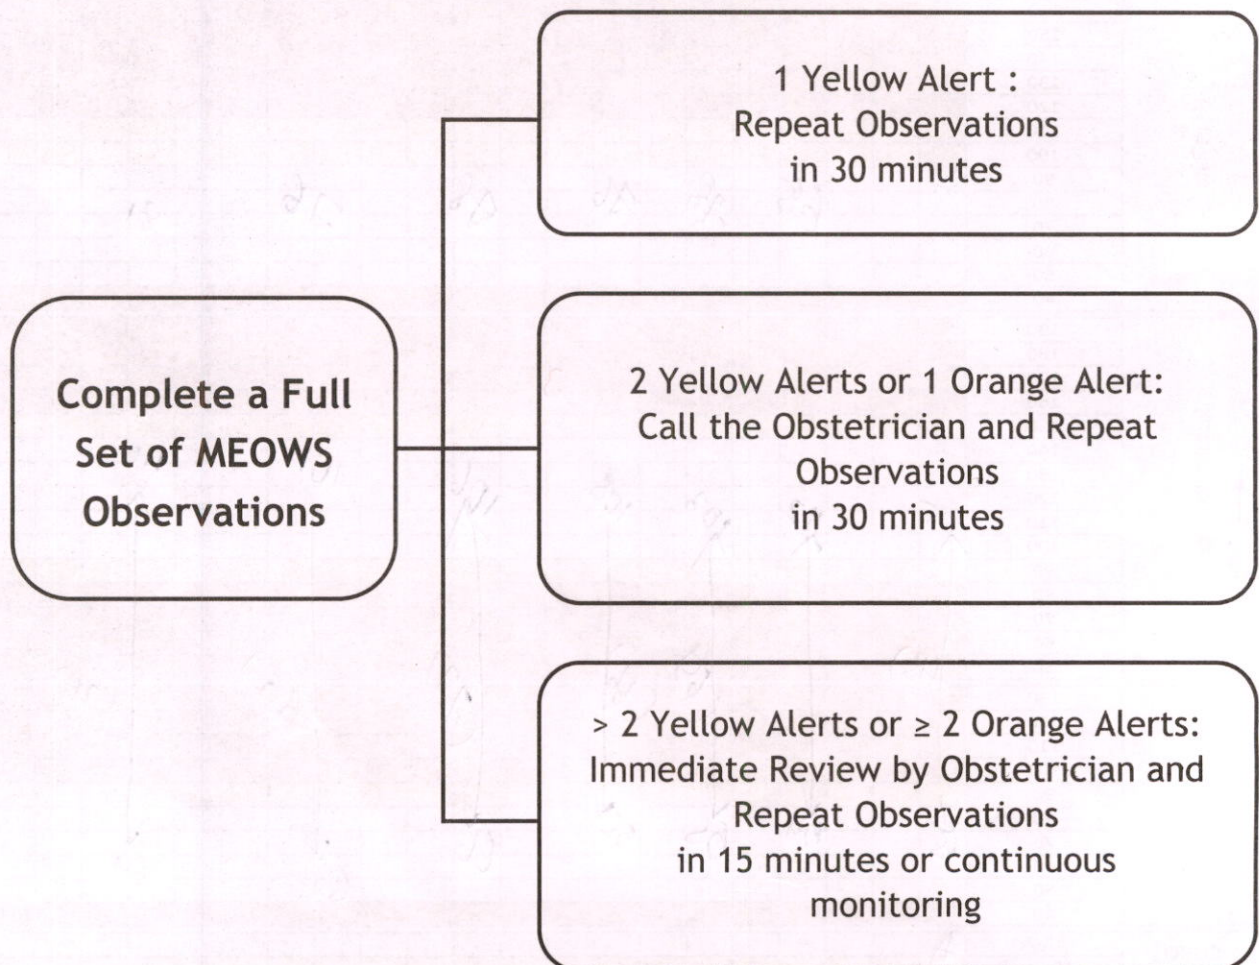 1 Yellow Alert :
Repeat Observations
in 30 minutes
Complete a Full
Set of MEOWS
Observations
2 Yellow Alerts or 1 Orange Alert:
Call the Obstetrician and Repeat
Observations
in 30 minutes
> 2 Yellow Alerts or ≥ 2 Orange Alerts:
Immediate Review by Obstetrician and
Repeat Observations
in 15 minutes or continuous
monitoring